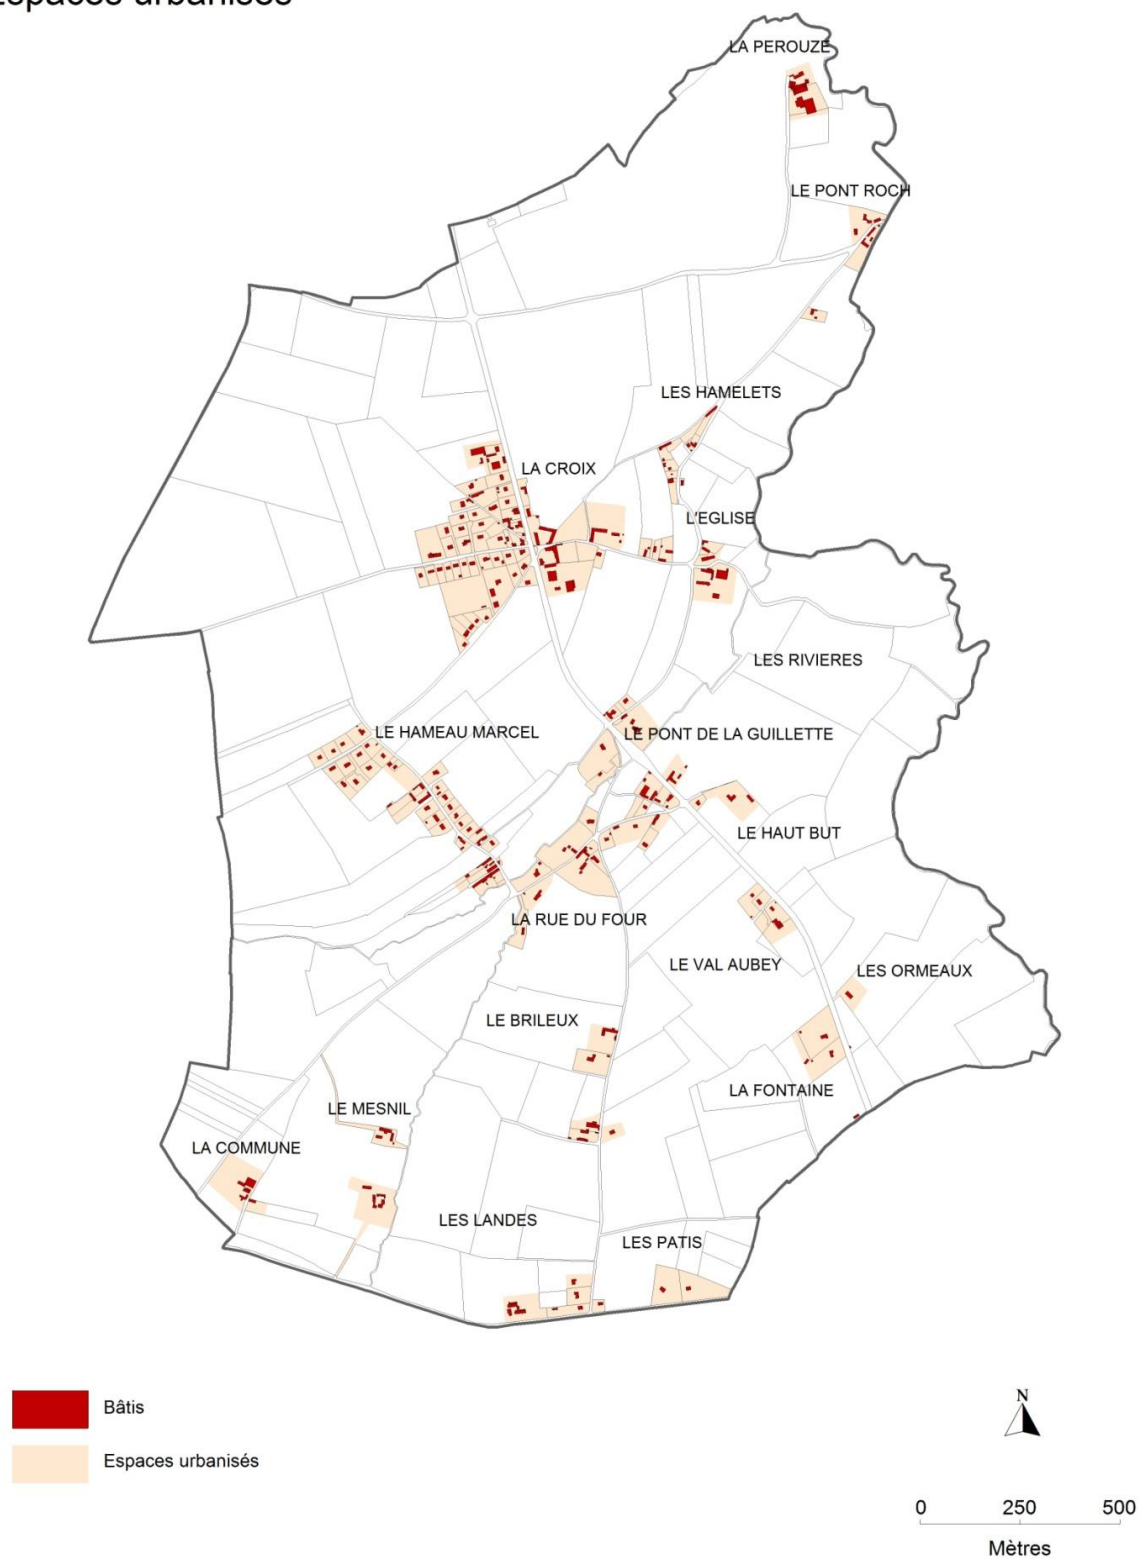 Espaces urbanisés
LA PEROUZE
LE PONT ROCH
LES HAMELETS
LA CROIX
L'EGLISE
LES RIVIERES
LE HAMEAU MARCEL
LE PONT DE LA GUILLETTE
LE HAUT BUT
LA RUE DU FOUR
LE VAL AUBEY
LES ORMEAUX
LE BRILEUX
LA FONTAINE
LE MESNIL
LA COMMUNE
LES LANDES
LES PATIS
Bâtis
Espaces urbanisés
N
0 250 500
Mètres